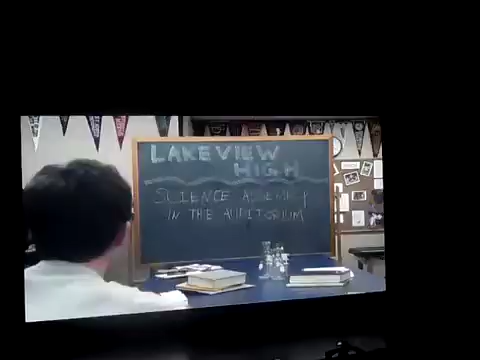 LAKEVIEW
HIGH
SCIENCE ASSEMBLY
IN THE AUDITORIUM